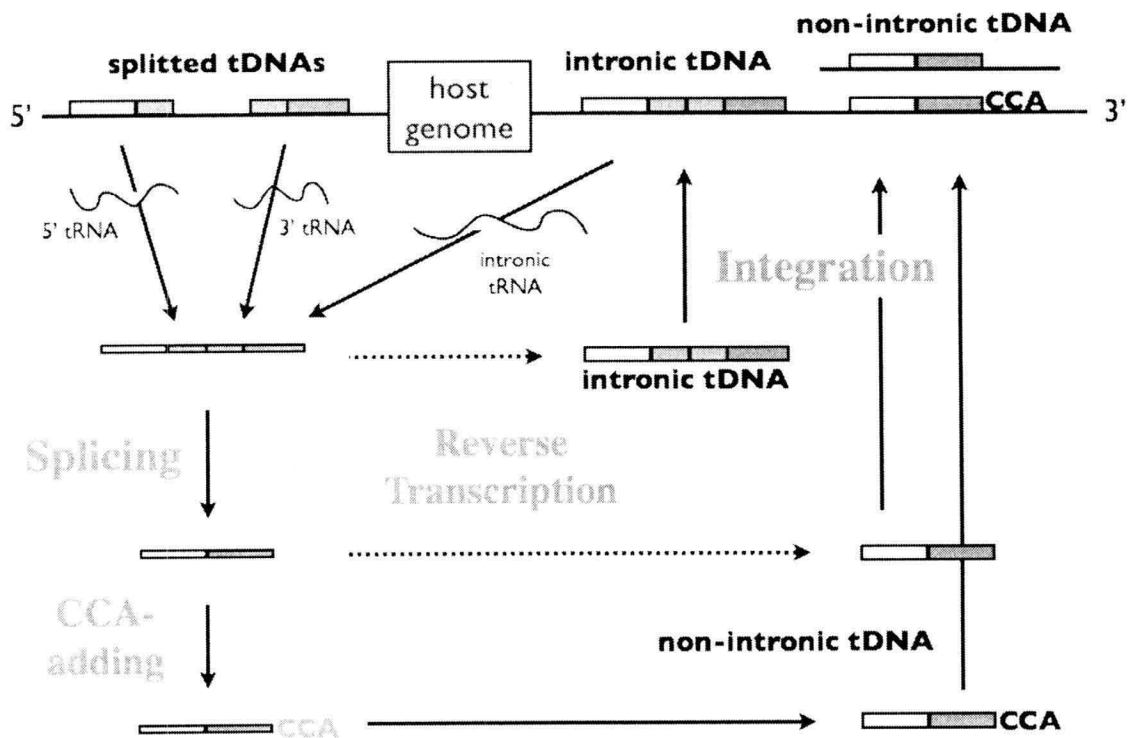 non-intronic tDNA
splitted tDNAs
intronic tDNA
host
genome
CCA
5'
3'
5' tRNA
3' tRNA
intronic
tRNA
Integration
intronic tDNA
Splicing
Reverse
Transcription
CCA-
adding
non-intronic tDNA
CCA
CCA